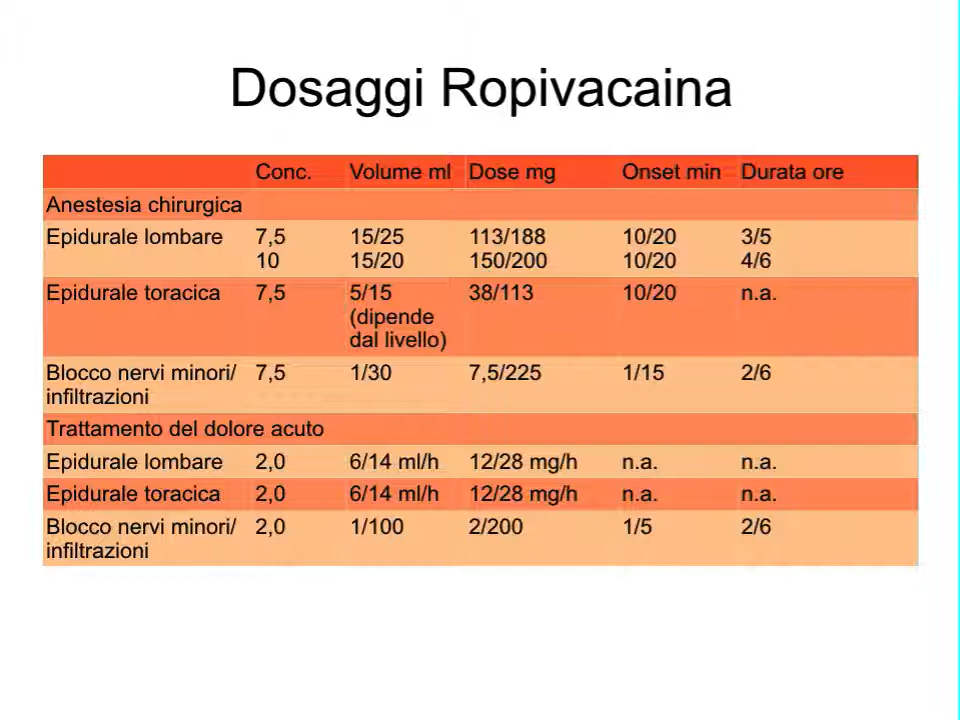 Dosaggi Ropivacaina
Conc. Volume ml Dose mg Onset min Durata ore
Anestesia chirurgica
Epidurale lombare 7,5 15/25 113/188 10/20 3/5
10 15/20 150/200 10/20 4/6
Epidurale toracica 7,5 5/15 38/113 10/20 n.a.
(dipende
dal livello)
Blocco nervi minori/ 7,5 1/30 7,5/225 1/15 2/6
infiltrazioni
Trattamento del dolore acuto
Epidurale lombare 2,0 6/14 ml/h 12/28 mg/h n.a. n.a.
Epidurale toracica 2,0 6/14 ml/h 12/28 mg/h n.a. n.a.
Blocco nervi minori/ 2,0 1/100 2/200 1/5 2/6
infiltrazioni